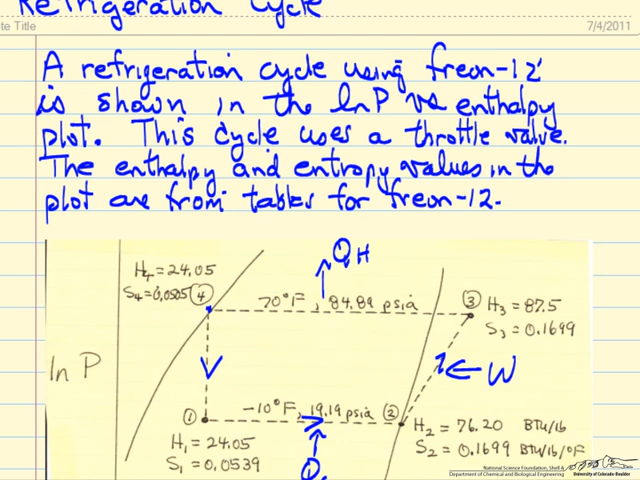 Refrigeration Cycle
te Title
7/4/2011
A refrigeration cycle using freon-12
is shown in the lnP vs enthalpy
plot. This cycle uses a throttle valve.
The enthalpy and entropy values in the
plot are from tables for freon-12.
QH
H4=24.05
S4=0.0505 4
70°F, 84.89 psia
3 H3=87.5
S3=0.1699
ln P
W
1
-10°F, 19.19 psia 2
H1=24.05
S1=0.0539
H2=76.20 BTU/lb
S2=0.1699 BTU/lb/°F
Q
National Science Foundation, Shell &
Department of Chemical and Biological Engineering
University of Colorado Boulder